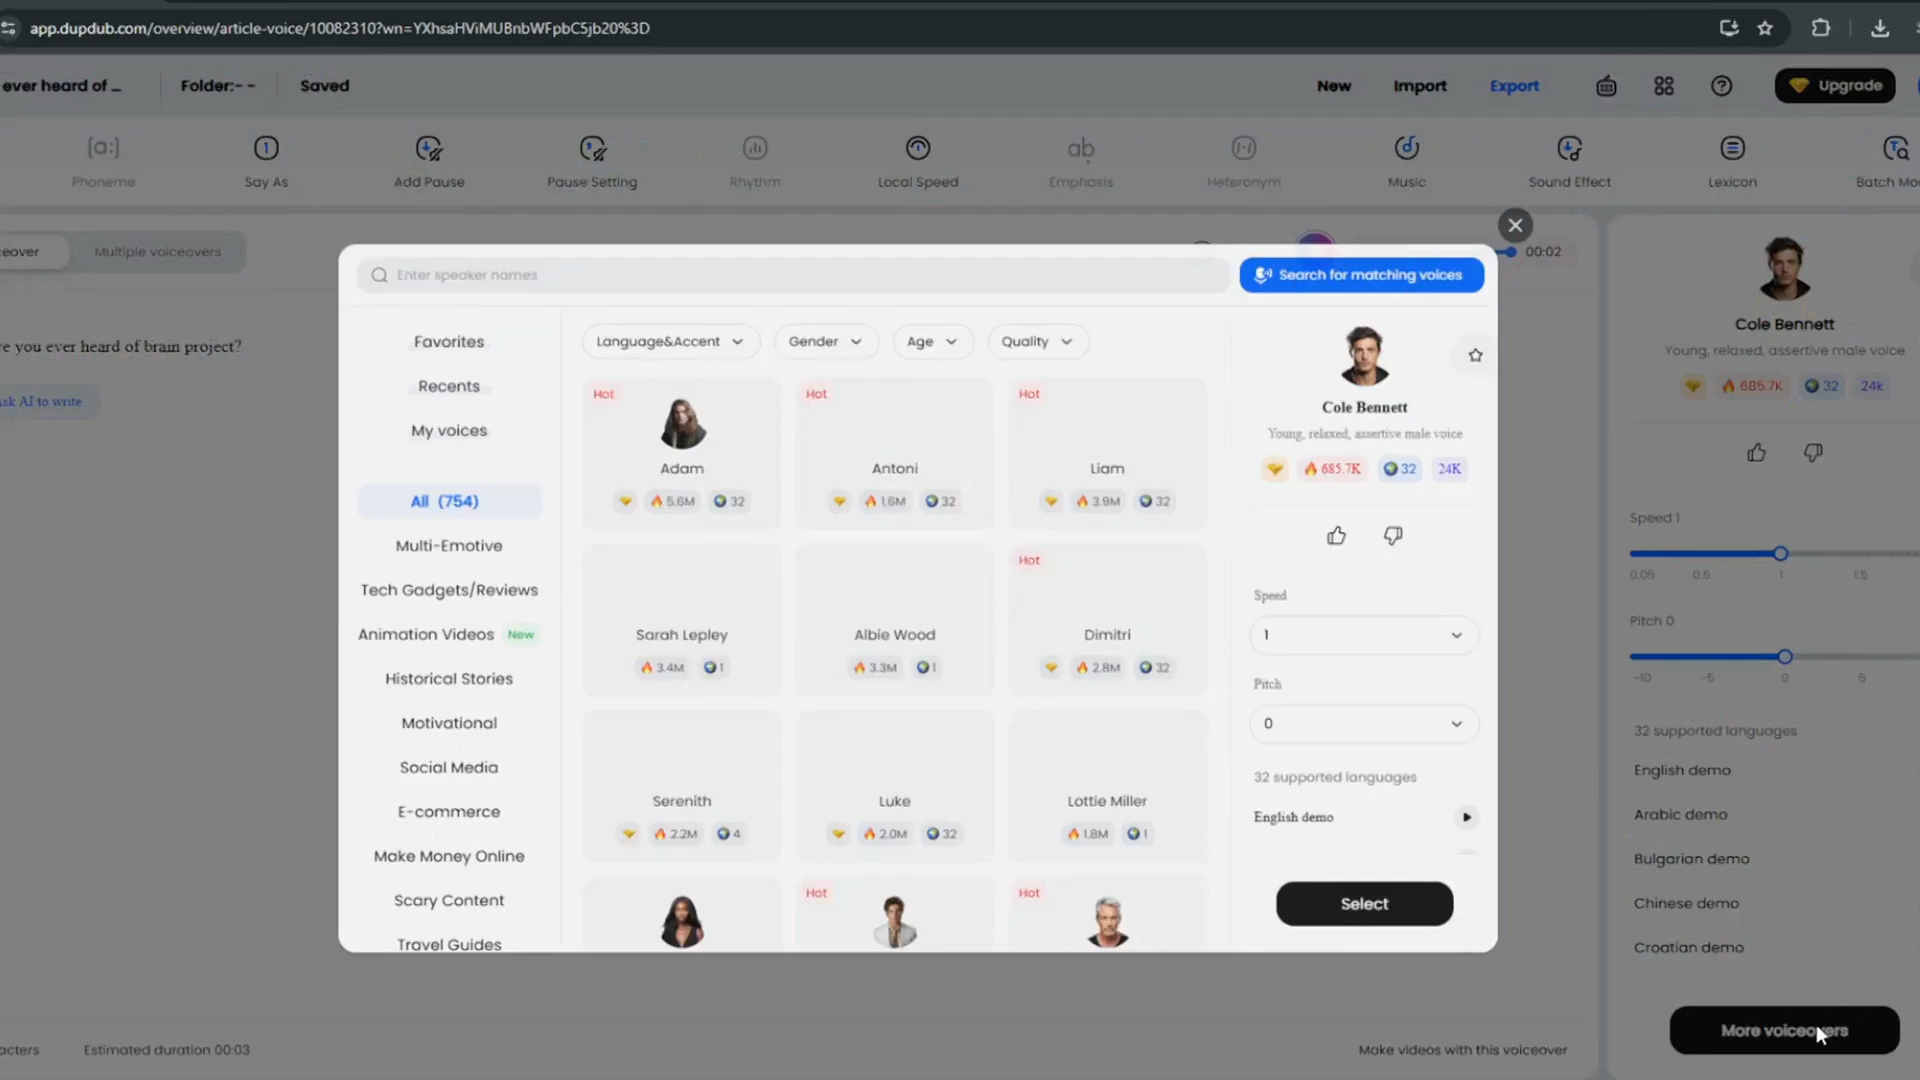 app.dupdub.com/overview/article-voice/10082310?wn=YXhsaHViMUBnbWFpbC5jb20%3D
ever heard of ...
Folder:- -
Saved
New
Import
Export
Upgrade
[a:]
Phoneme
Say As
Add Pause
Pause Setting
Rhythm
Local Speed
ab
Emphasis
Heteronym
Music
Sound Effect
Lexicon
Batch Mo
eover
Multiple voiceovers
00:02
e you ever heard of brain project?
sk AI to write
Enter speaker names
Search for matching voices
Favorites
Recents
My voices
All (754)
Multi-Emotive
Tech Gadgets/Reviews
Animation Videos New
Historical Stories
Motivational
Social Media
E-commerce
Make Money Online
Scary Content
Travel Guides
Language&Accent
Gender
Age
Quality
Hot
Adam
5.6M 32
Hot
Antoni
1.6M 32
Hot
Liam
3.9M 32
Sarah Lepley
3.4M 1
Albie Wood
3.3M 1
Hot
Dimitri
2.8M 32
Serenith
2.2M 4
Luke
2.0M 32
Lottie Miller
1.8M 1
Hot
Hot
Cole Bennett
Young, relaxed, assertive male voice
685.7K 32 24K
Speed
1
Pitch
0
32 supported languages
English demo
Select
Cole Bennett
Young, relaxed, assertive male voice
685.7K 32 24k
Speed 1
0.05 0.5 1 1.5
Pitch 0
-10 -5 0 5
32 supported languages
English demo
Arabic demo
Bulgarian demo
Chinese demo
Croatian demo
More voiceovers
acters
Estimated duration 00:03
Make videos with this voiceover